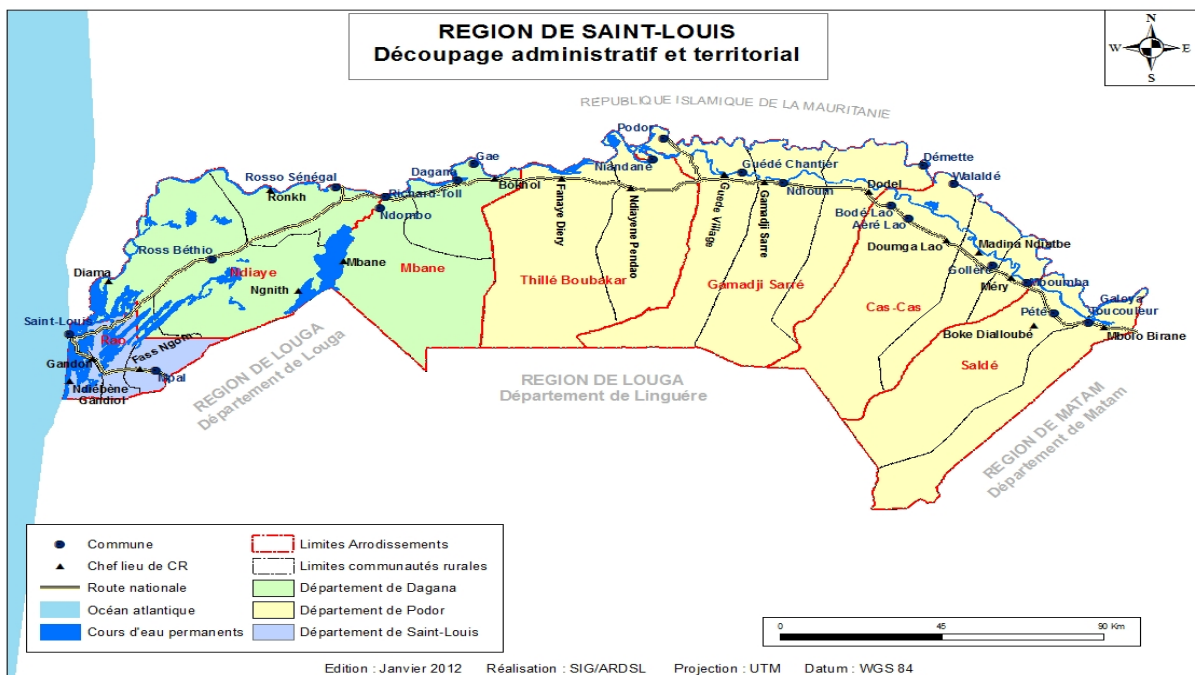 REGION DE SAINT-LOUIS
Découpage administratif et territorial
N
W
E
S
REPUBLIQUE ISLAMIQUE DE LA MAURITANIE
Podor
Niandane
Guédé Chantier
Démette
Walaldé
Gae
Dagana
Bokhol
Rosso Sénégal
Ronkh
Richard-Toll
Ndombo
Fanaye Diery
Ndiayene Pendao
Guede Village
Gamadji Sarre
Ndioum
Dodel
Bodé-Lao
Aéré Lao
Doumga Lao
Madina Ndiatbe
Golléré
Méry
Mboumba
Pété
Galoya
Toucouleur
Mbolo Birane
Boke Dialloubé
Ross Béthio
Ndiaye
Mbane
Mbane
Thillé Boubakar
Gamadji Sarré
Cas-Cas
Saldé
Diama
Ngnith
Saint-Louis
Rao
Fass Ngom
Gandon
Mpal
Ndiébène
Gandiol
REGION DE LOUGA
Département de Louga
REGION DE LOUGA
Département de Linguére
REGION DE MATAM
Département de Matam
Commune
Chef lieu de CR
Route nationale
Océan atlantique
Cours d'eau permanents
Limites Arrodissements
Limites communautés rurales
Département de Dagana
Département de Podor
Département de Saint-Louis
0 45 90 Km
Edition : Janvier 2012 Réalisation : SIG/ARDSL Projection : UTM Datum : WGS 84